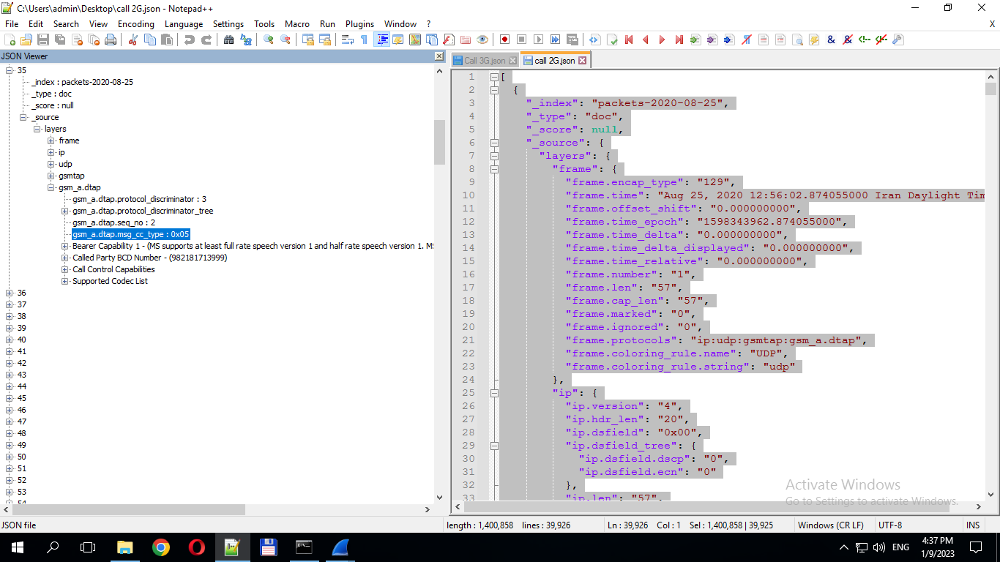 C:\Users\admin\Desktop\call 2G.json - Notepad++
File Edit Search View Encoding Language Settings Tools Macro Run Plugins Window ? X
JSON Viewer
35
_index : packets-2020-08-25
_type : doc
_score : null
_source
layers
frame
ip
udp
gsmtap
gsm_a.dtap
gsm_a.dtap.protocol_discriminator : 3
gsm_a.dtap.protocol_discriminator_tree
gsm_a.dtap.seq_no : 2
gsm_a.dtap.msg_cc_type : 0x05
Bearer Capability 1 - (MS supports at least full rate speech version 1 and half rate speech version 1. MS
Called Party BCD Number - (982181713999)
Call Control Capabilities
Supported Codec List
36
37
38
39
40
41
42
43
44
45
46
47
48
49
50
51
52
53
54
Call 3G.json call 2G.json
1 [
2 {
3 "_index": "packets-2020-08-25",
4 "_type": "doc",
5 "_score": null,
6 "_source": {
7 "layers": {
8 "frame": {
9 "frame.encap_type": "129",
10 "frame.time": "Aug 25, 2020 12:56:02.874055000 Iran Daylight Tim
11 "frame.offset_shift": "0.000000000",
12 "frame.time_epoch": "1598343962.874055000",
13 "frame.time_delta": "0.000000000",
14 "frame.time_delta_displayed": "0.000000000",
15 "frame.time_relative": "0.000000000",
16 "frame.number": "1",
17 "frame.len": "57",
18 "frame.cap_len": "57",
19 "frame.marked": "0",
20 "frame.ignored": "0",
21 "frame.protocols": "ip:udp:gsmtap:gsm_a.dtap",
22 "frame.coloring_rule.name": "UDP",
23 "frame.coloring_rule.string": "udp"
24 },
25 "ip": {
26 "ip.version": "4",
27 "ip.hdr_len": "20",
28 "ip.dsfield": "0x00",
29 "ip.dsfield_tree": {
30 "ip.dsfield.dscp": "0",
31 "ip.dsfield.ecn": "0"
32 },
33 "ip.len": "57",
Activate Windows
Go to Settings to activate Windows.
JSON file length : 1,400,858 lines : 39,926 Ln : 39,926 Col : 1 Sel : 1,400,858 | 39,925 Windows (CR LF) UTF-8 INS
ENG 4:37 PM
1/9/2023